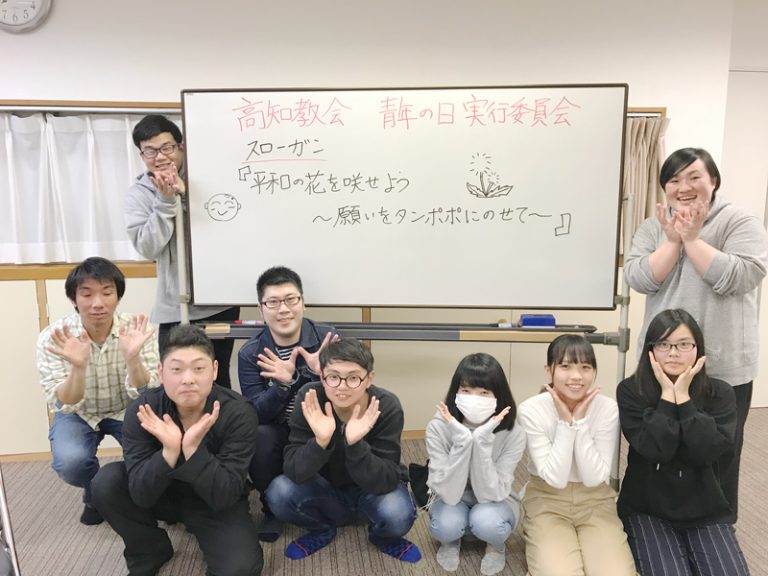 高知教会 青年の日実行委員会
スローガン
『平和の花を咲せよう
～願いをタンポポにのせて～』